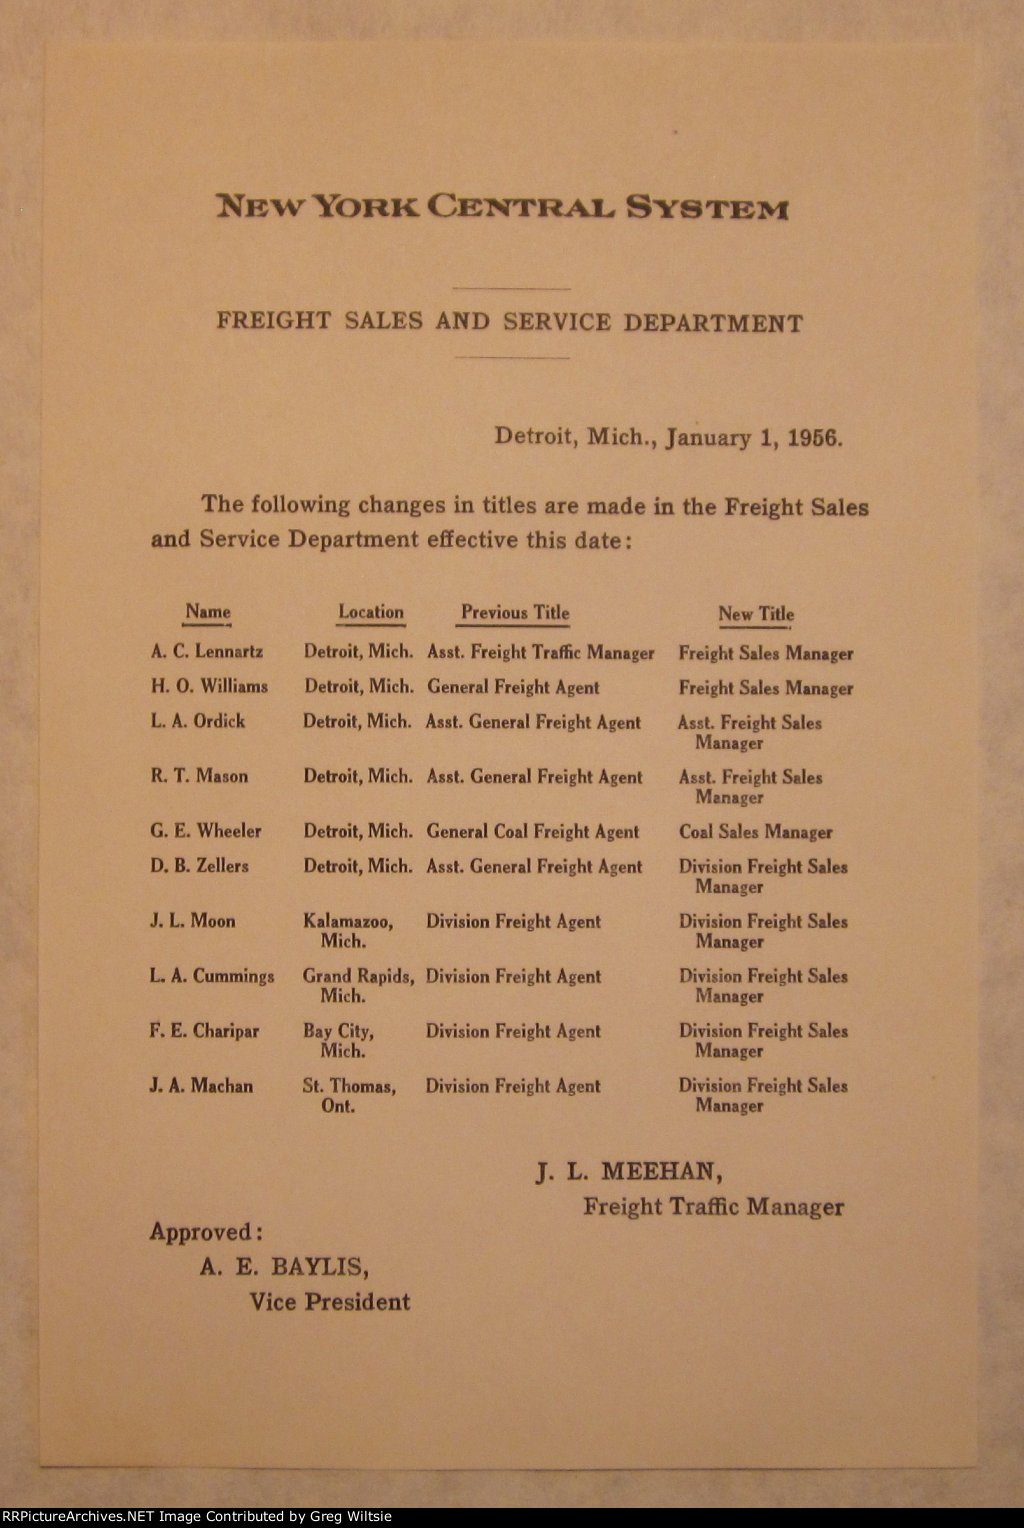 NEW YORK CENTRAL SYSTEM
FREIGHT SALES AND SERVICE DEPARTMENT
Detroit, Mich., January 1, 1956.
The following changes in titles are made in the Freight Sales
and Service Department effective this date:
Name Location Previous Title New Title
A. C. Lennartz Detroit, Mich. Asst. Freight Traffic Manager Freight Sales Manager
H. O. Williams Detroit, Mich. General Freight Agent Freight Sales Manager
L. A. Ordick Detroit, Mich. Asst. General Freight Agent Asst. Freight Sales
Manager
R. T. Mason Detroit, Mich. Asst. General Freight Agent Asst. Freight Sales
Manager
G. E. Wheeler Detroit, Mich. General Coal Freight Agent Coal Sales Manager
D. B. Zellers Detroit, Mich. Asst. General Freight Agent Division Freight Sales
Manager
J. L. Moon Kalamazoo, Division Freight Agent Division Freight Sales
Mich. Manager
L. A. Cummings Grand Rapids, Division Freight Agent Division Freight Sales
Mich. Manager
F. E. Charipar Bay City, Division Freight Agent Division Freight Sales
Mich. Manager
J. A. Machan St. Thomas, Division Freight Agent Division Freight Sales
Ont. Manager
J. L. MEEHAN,
Freight Traffic Manager
Approved:
A. E. BAYLIS,
Vice President
RRPictureArchives.NET Image Contributed by Greg Wiltsie